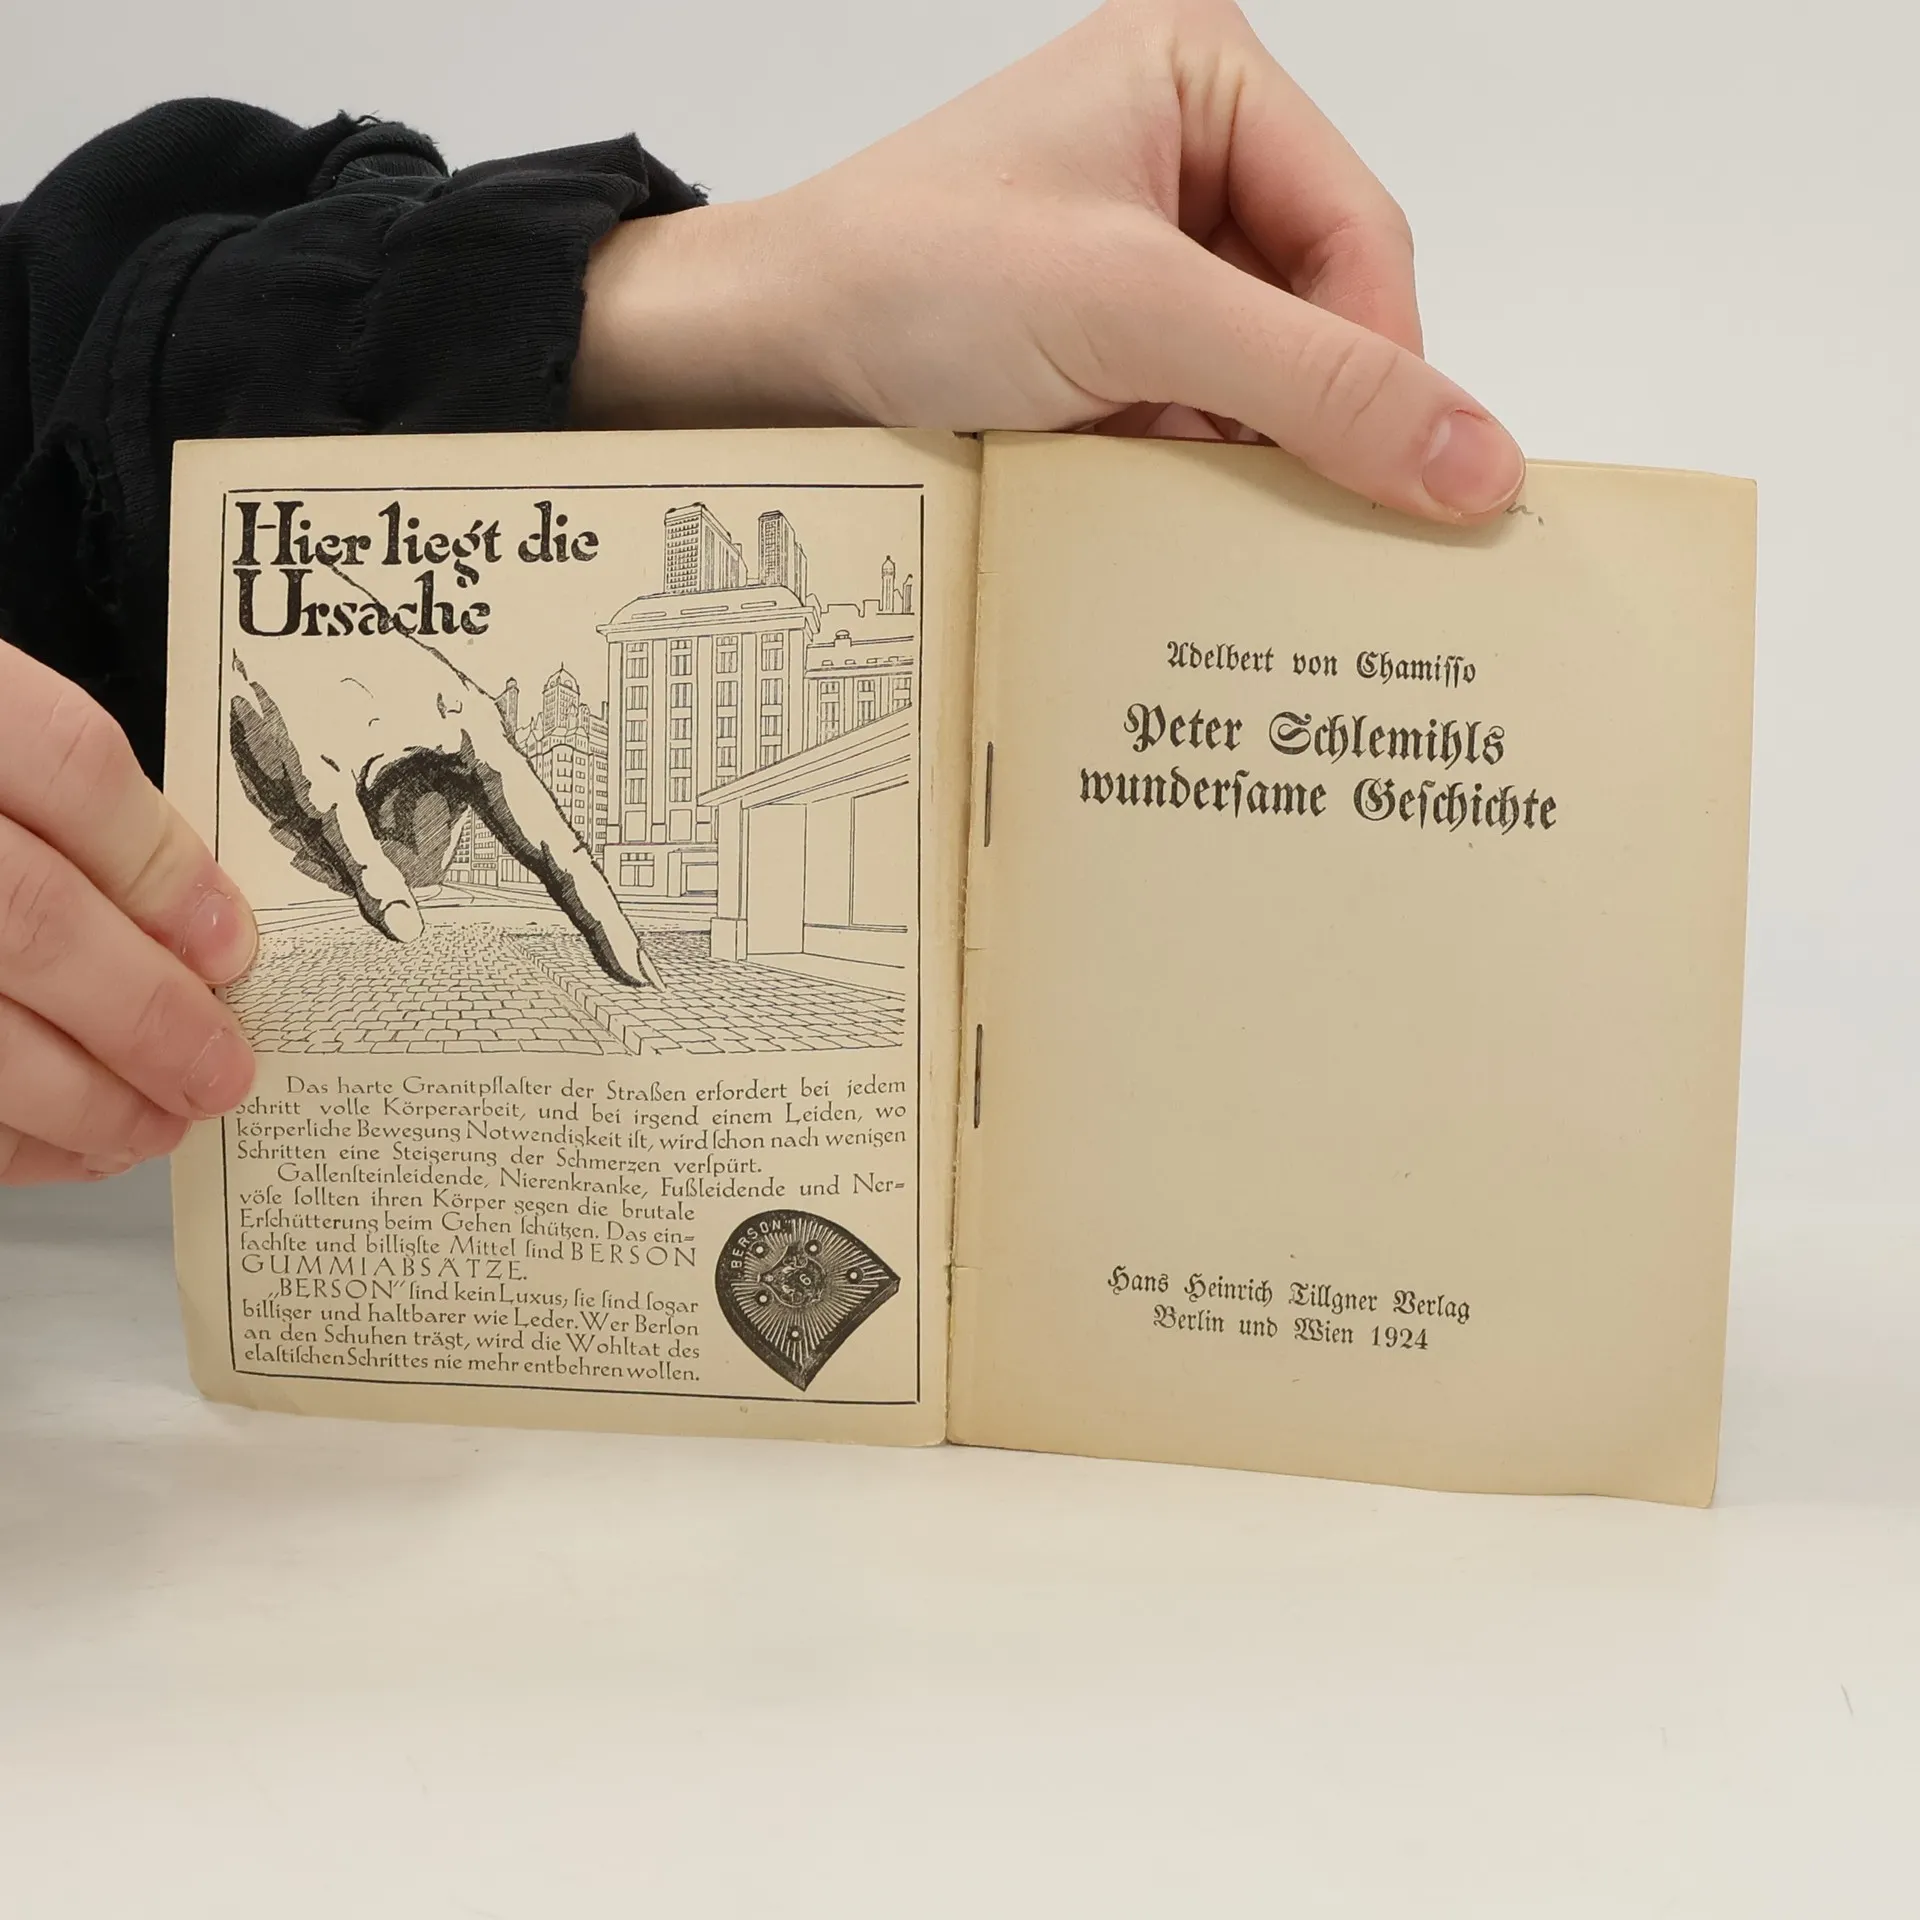 Hier liegt die
Ursache
Das harte Granitpflaſter der Straßen erfordert bei jedem
Schritt volle Körperarbeit, und bei irgend einem Leiden, wo
körperliche Bewegung Notwendigkeit iſt, wird ſchon nach wenigen
Schritten eine Steigerung der Schmerzen verſpürt.
Gallenſteinleidende, Nierenkranke, Fußleidende und Ner=
vöſe ſollten ihren Körper gegen die brutale
Erſchütterung beim Gehen ſchützen. Das ein=
fachſte und billigſte Mittel ſind BERSON
GUMMIABSÄTZE.
„BERSON“ ſind kein Luxus; ſie ſind ſogar
billiger und haltbarer wie Leder. Wer Berſon
an den Schuhen trägt, wird die Wohltat des
elaſtiſchen Schrittes nie mehr entbehren wollen.
BERSON
6
Adelbert von Chamiſſo
Peter Schlemihls
wunderſame Geſchichte
Hans Heinrich Tillgner Verlag
Berlin und Wien 1924